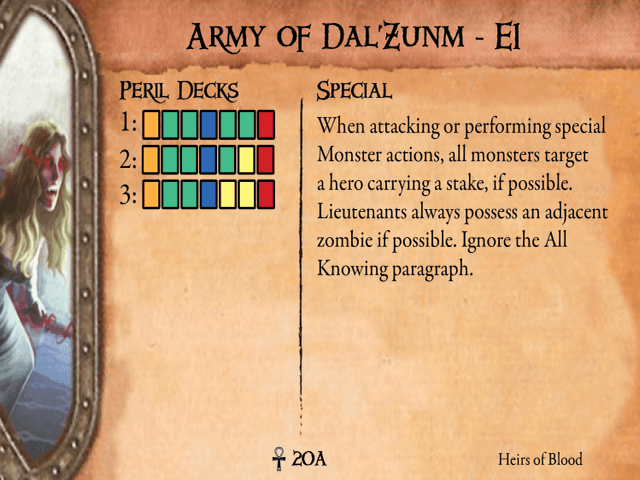 Army of Dal'Zunm - E1
Peril Decks
1:
2:
3:
Special
When attacking or performing special
Monster actions, all monsters target
a hero carrying a stake, if possible.
Lieutenants always possess an adjacent
zombie if possible. Ignore the All
Knowing paragraph.
☥ 20A
Heirs of Blood